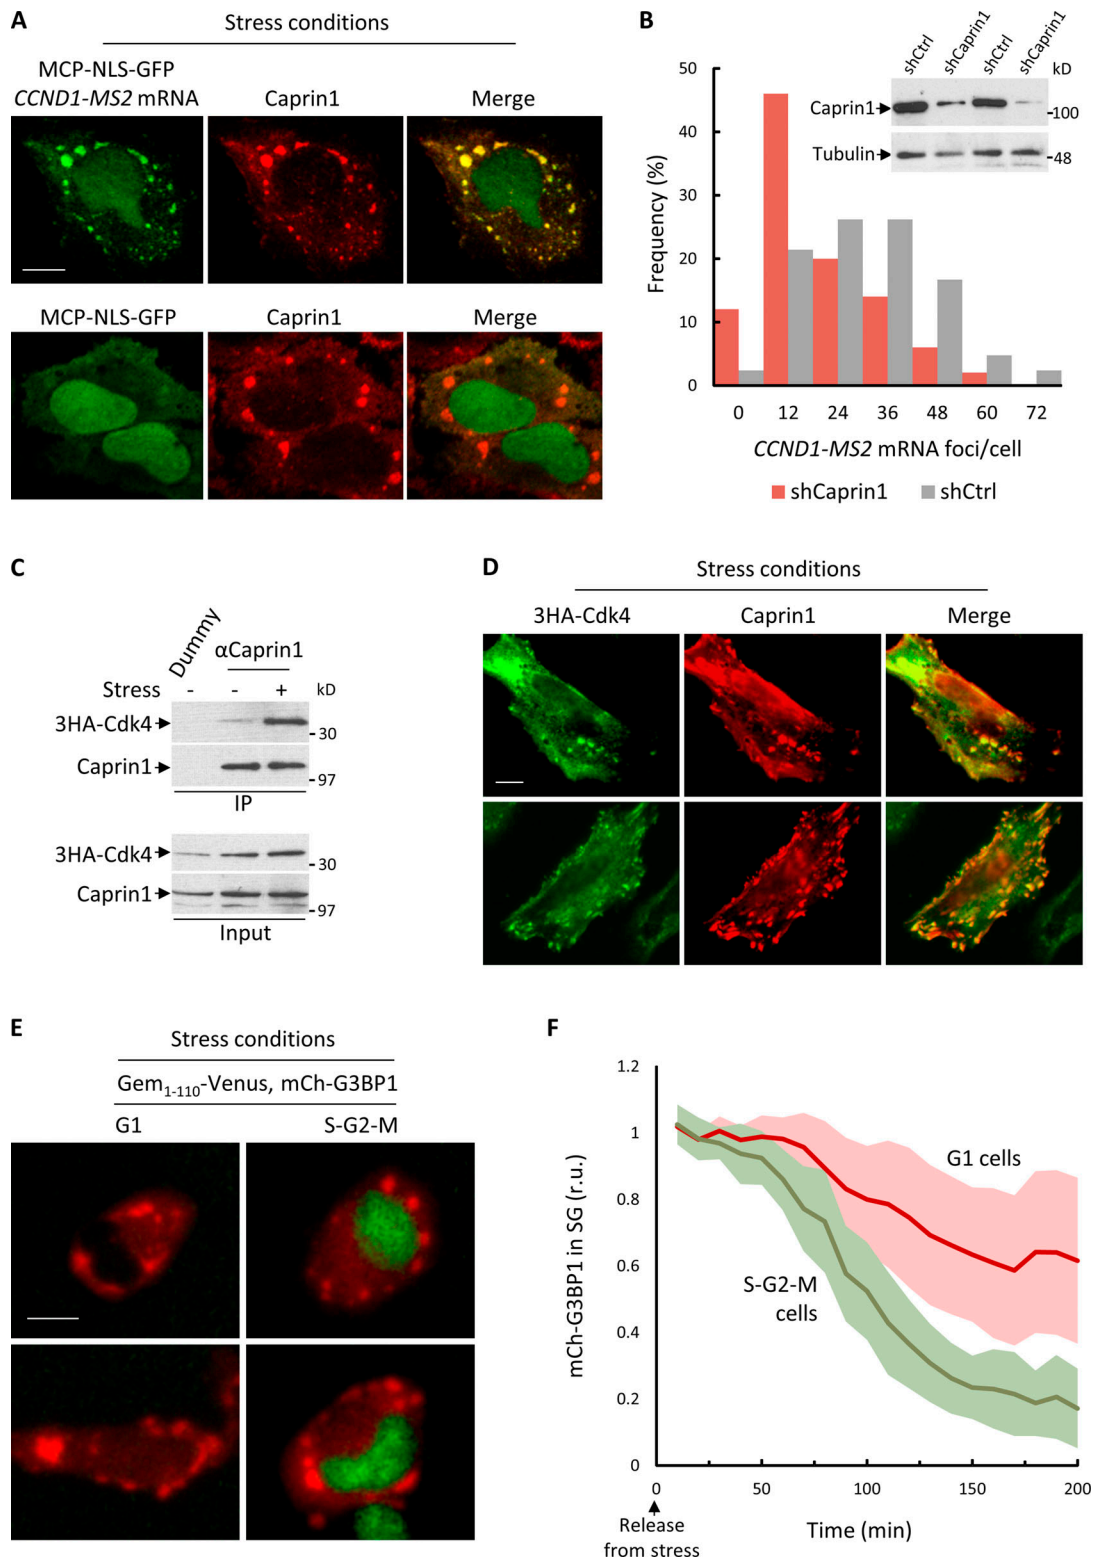 A
Stress conditions
MCP-NLS-GFP
CCND1-MS2 mRNA
Caprin1
Merge
MCP-NLS-GFP
Caprin1
Merge
B
shCtrl
shCaprin1
shCtrl
shCaprin1
kD
Caprin1
100
Tubulin
48
Frequency (%)
50
40
30
20
10
0
0 12 24 36 48 60 72
CCND1-MS2 mRNA foci/cell
shCaprin1 shCtrl
C
Dummy
αCaprin1
Stress - - + kD
3HA-Cdk4
30
Caprin1
97
IP
3HA-Cdk4
30
Caprin1
97
Input
D
Stress conditions
3HA-Cdk4 Caprin1 Merge
E
Stress conditions
Gem1-110-Venus, mCh-G3BP1
G1 S-G2-M
F
mCh-G3BP1 in SG (r.u.)
1.2
1
0.8
0.6
0.4
0.2
0
G1 cells
S-G2-M
cells
0 50 100 150 200
Release
from stress
Time (min)